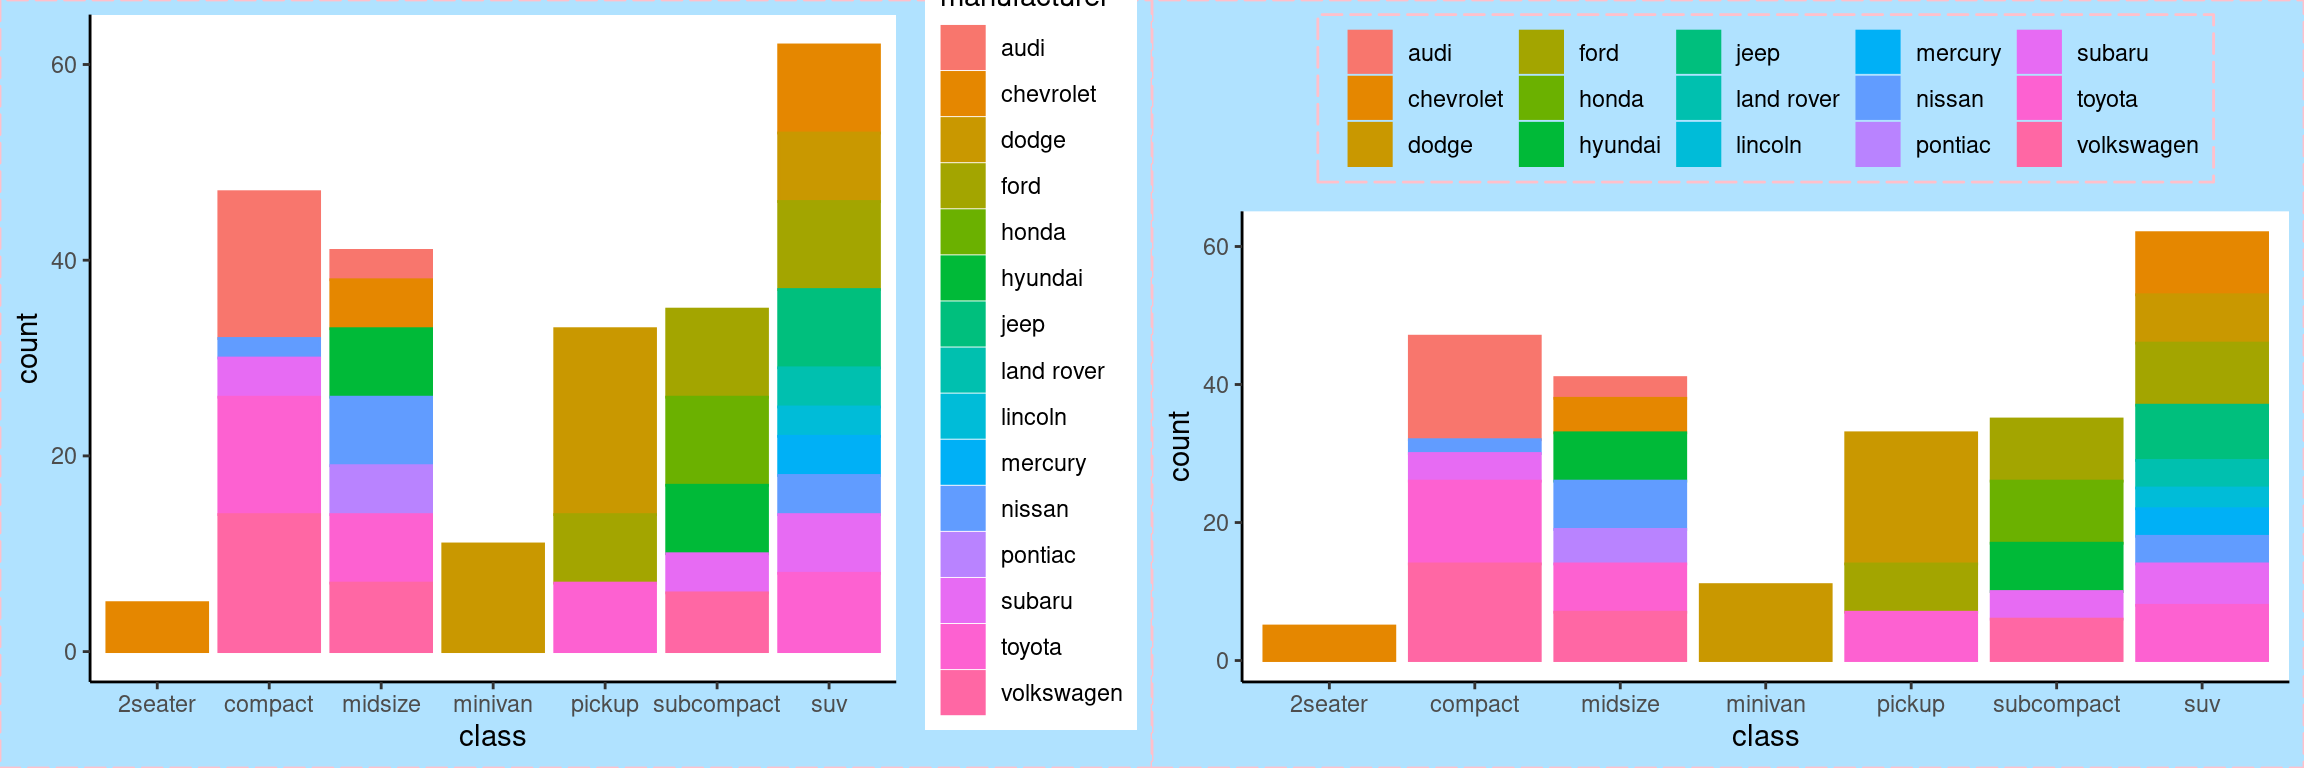 manufacturer
60
40
20
0
count
2seater compact midsize minivan pickup subcompact suv
class
audi
chevrolet
dodge
ford
honda
hyundai
jeep
land rover
lincoln
mercury
nissan
pontiac
subaru
toyota
volkswagen
audi ford jeep mercury subaru
chevrolet honda land rover nissan toyota
dodge hyundai lincoln pontiac volkswagen
60
40
20
0
count
2seater compact midsize minivan pickup subcompact suv
class